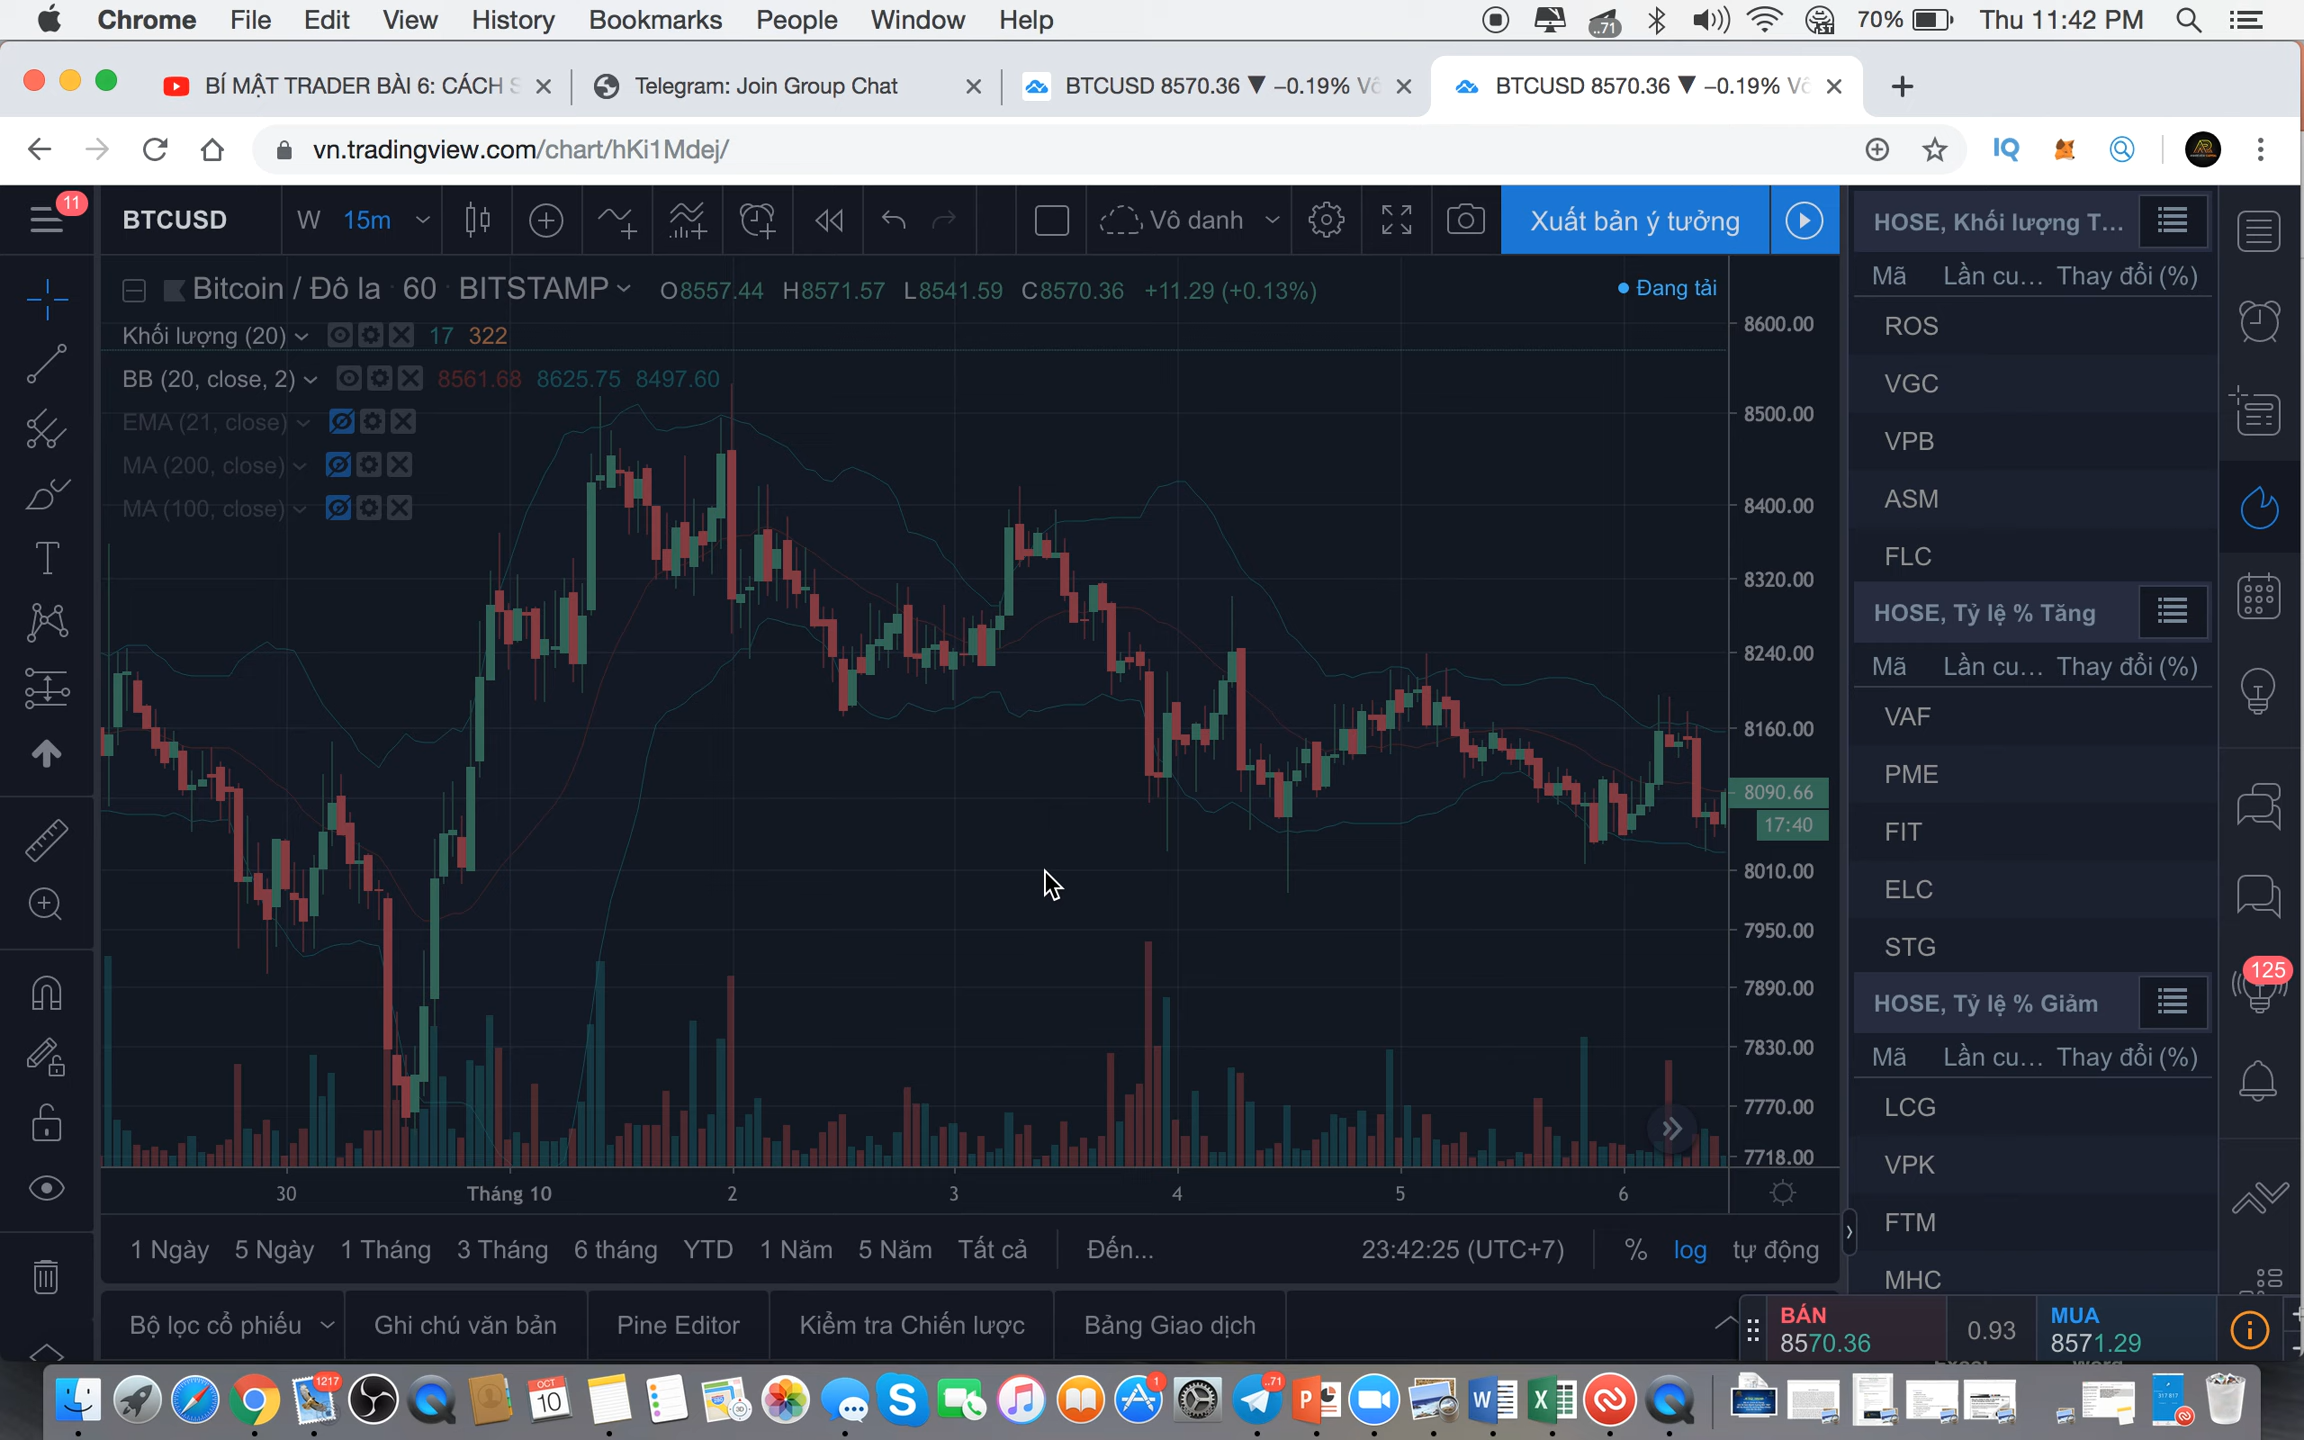 Chrome File Edit View History Bookmarks People Window Help
..71 70% Thu 11:42 PM
BÍ MẬT TRADER BÀI 6: CÁCH S
Telegram: Join Group Chat
BTCUSD 8570.36 ▼ −0.19% Vô
BTCUSD 8570.36 ▼ −0.19% Vô
vn.tradingview.com/chart/hKi1Mdej/
IQ
11
BTCUSD W 15m Vô danh Xuất bản ý tưởng
Bitcoin / Đô la 60 BITSTAMP O8557.44 H8571.57 L8541.59 C8570.36 +11.29 (+0.13%)
Đang tải
Khối lượng (20) 17 322
BB (20, close, 2) 8561.68 8625.75 8497.60
EMA (21, close)
MA (200, close)
MA (100, close)
8600.00
8500.00
8400.00
8320.00
8240.00
8160.00
8090.66
17:40
8010.00
7950.00
7890.00
7830.00
7770.00
7718.00
30 Tháng 10 2 3 4 5 6
1 Ngày 5 Ngày 1 Tháng 3 Tháng 6 tháng YTD 1 Năm 5 Năm Tất cả Đến...
23:42:25 (UTC+7) % log tự động
Bộ lọc cổ phiếu Ghi chú văn bản Pine Editor Kiểm tra Chiến lược Bảng Giao dịch
HOSE, Khối lượng T...
Mã Lần cu... Thay đổi (%)
ROS
VGC
VPB
ASM
FLC
HOSE, Tỷ lệ % Tăng
Mã Lần cu... Thay đổi (%)
VAF
PME
FIT
ELC
STG
HOSE, Tỷ lệ % Giảm
Mã Lần cu... Thay đổi (%)
LCG
VPK
FTM
MHC
125
BÁN
8570.36
0.93
MUA
8571.29
1217
OCT
10
1
..71